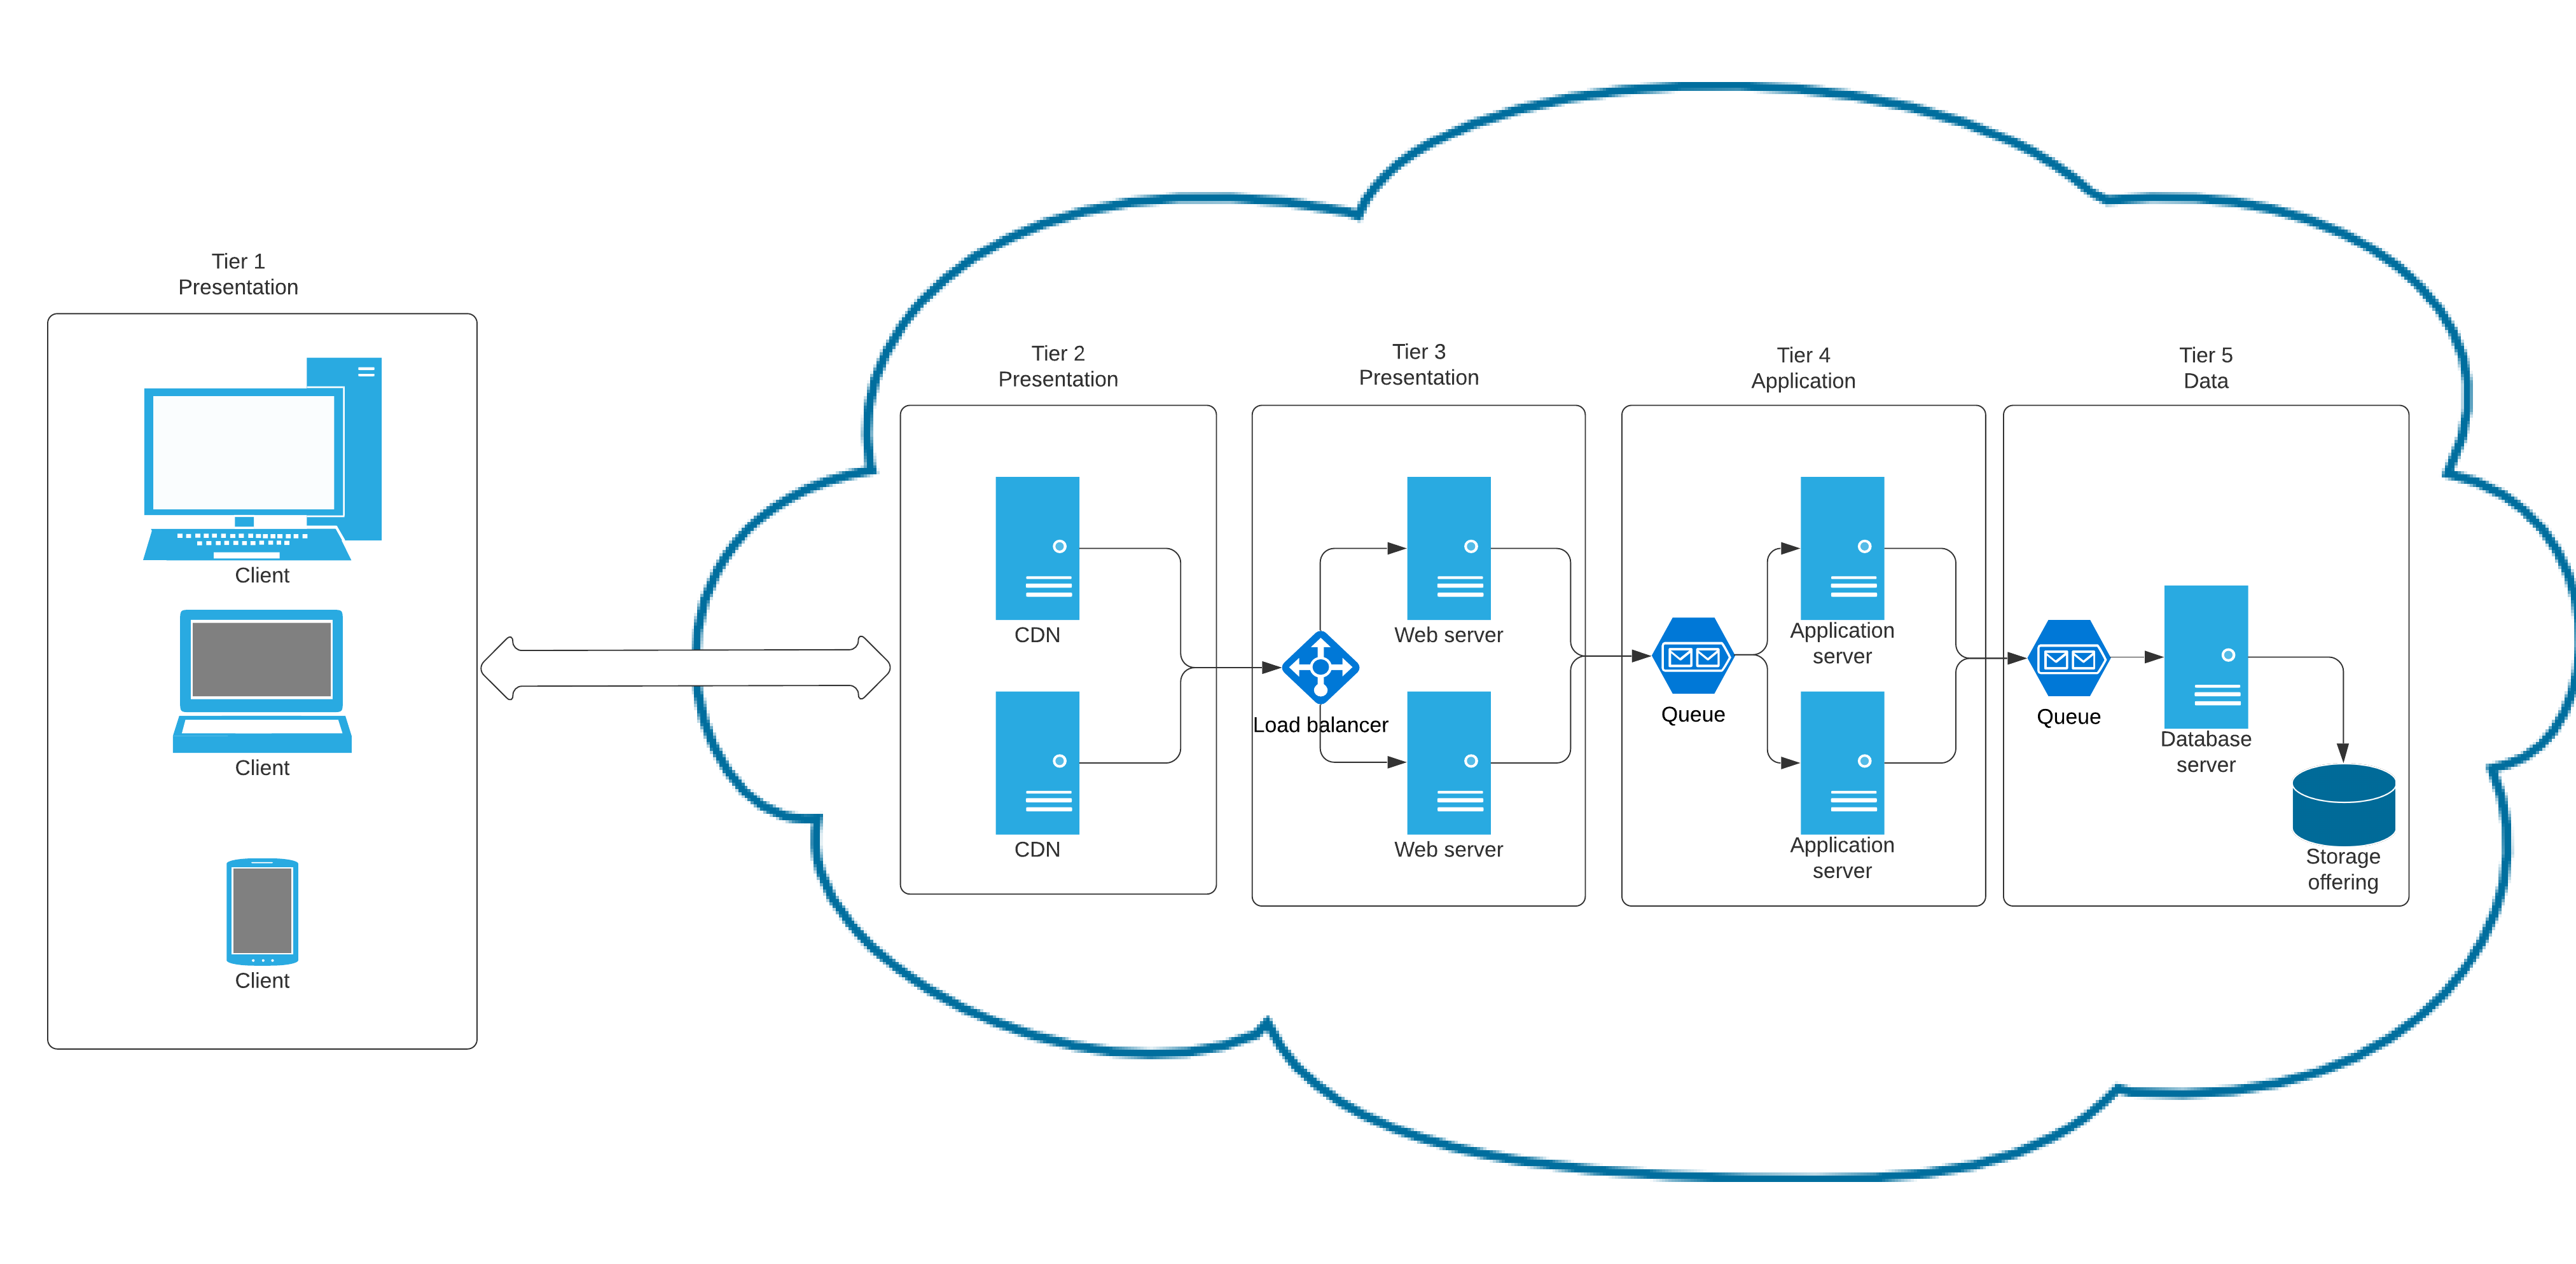 Tier 1
Presentation
Client
Client
Client
Tier 2
Presentation
CDN
CDN
Tier 3
Presentation
Load balancer
Web server
Web server
Tier 4
Application
Queue
Application
server
Application
server
Tier 5
Data
Queue
Database
server
Storage
offering